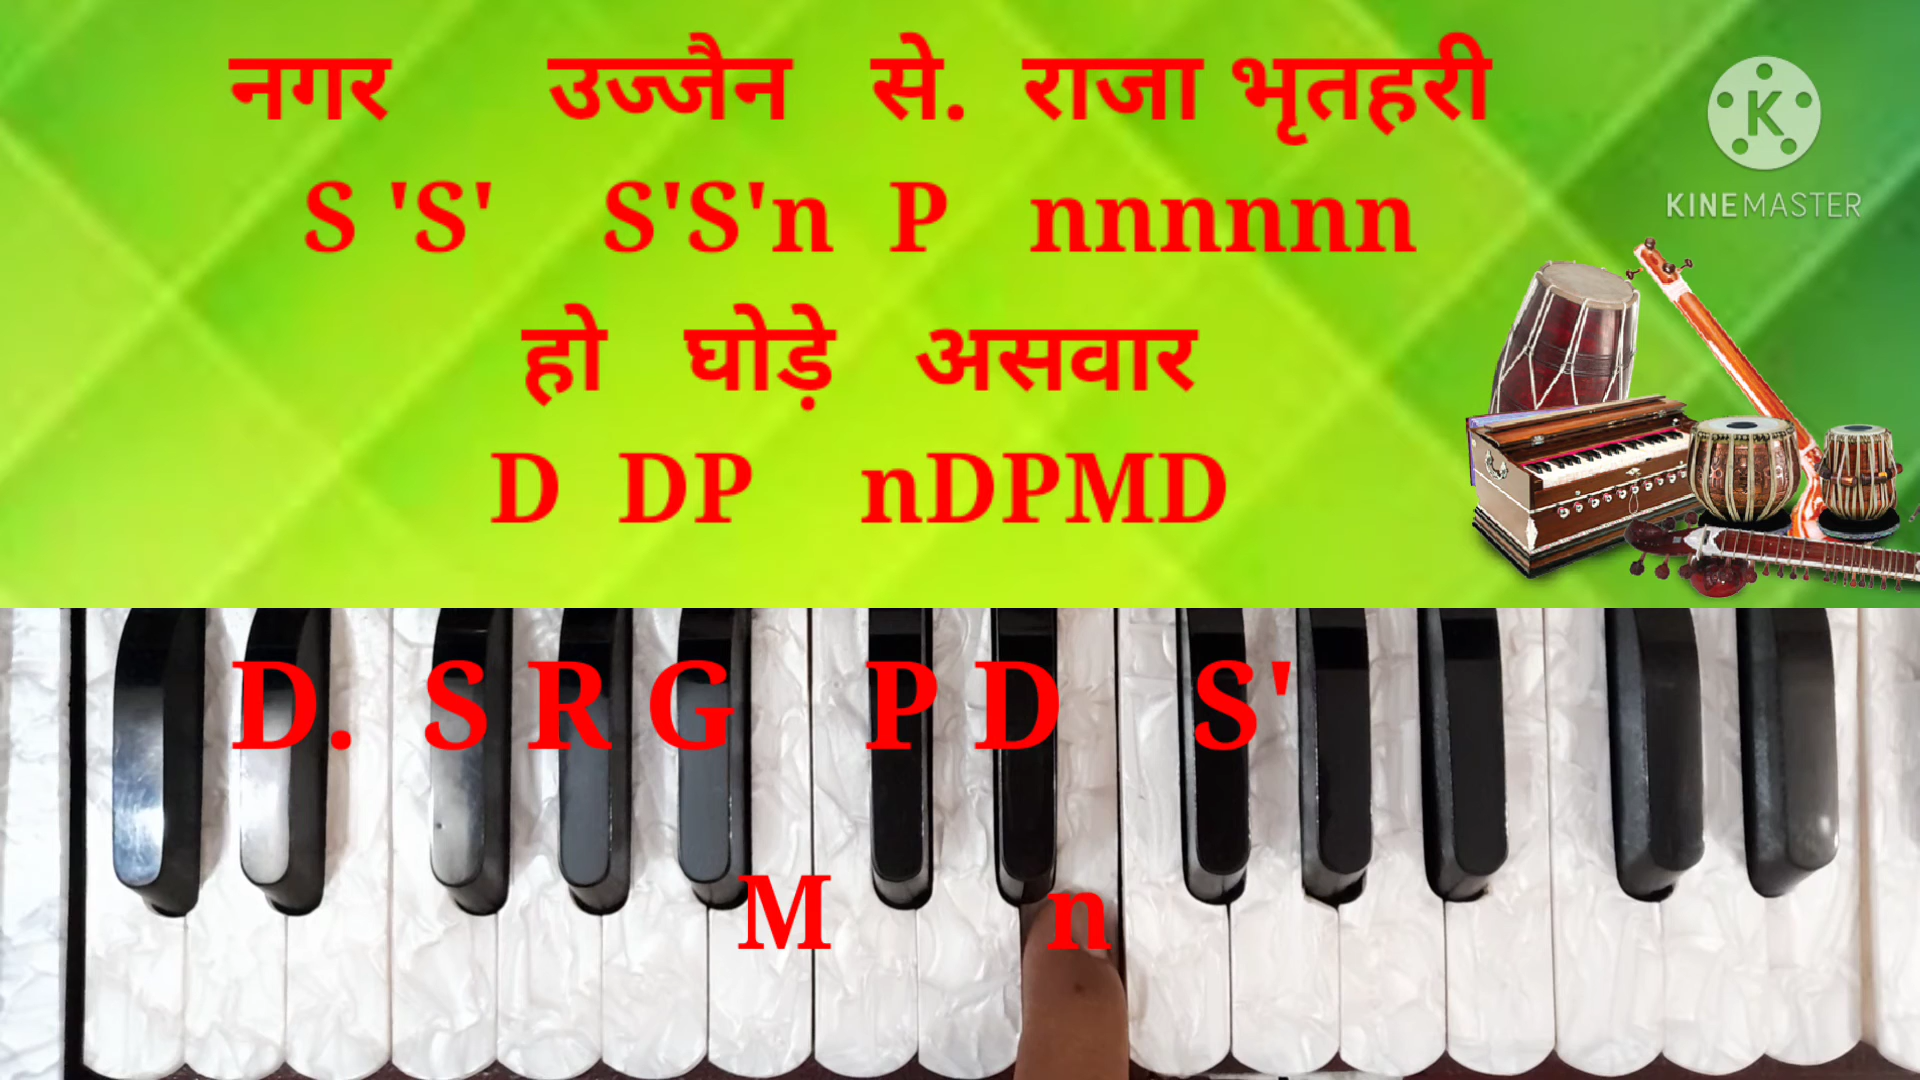 नगर उज्जैन से. राजा भृतहरी
S 'S' S'S'n P nnnnnn
हो घोड़े असवार
D DP nDPMD
K
KINEMASTER
D. S R G P D S'
M n